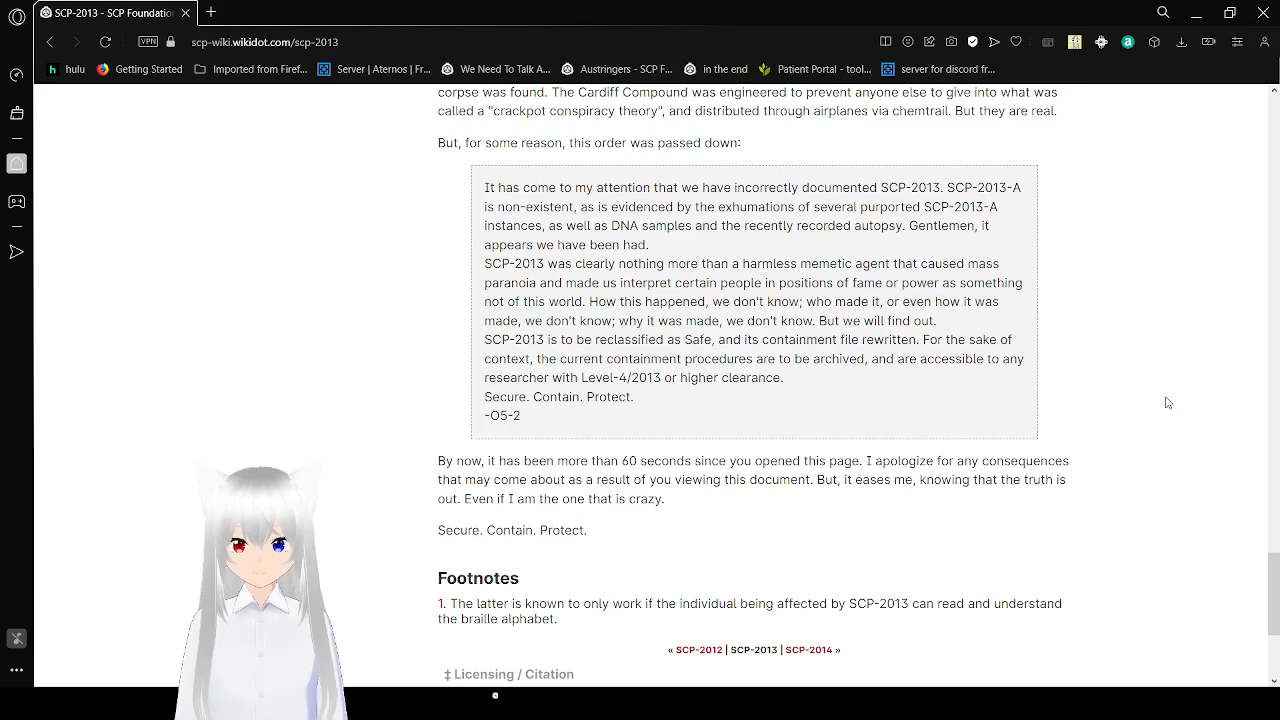 SCP-2013 - SCP Foundation
VPN
scp-wiki.wikidot.com/scp-2013
hulu
Getting Started
Imported from Firef...
Server | Aternos | Fr...
We Need To Talk A...
Austringers - SCP F...
in the end
Patient Portal - tool...
server for discord fr...
corpse was found. The Cardiff Compound was engineered to prevent anyone else to give into what was
called a "crackpot conspiracy theory", and distributed through airplanes via chemtrail. But they are real.
But, for some reason, this order was passed down:
It has come to my attention that we have incorrectly documented SCP-2013. SCP-2013-A
is non-existent, as is evidenced by the exhumations of several purported SCP-2013-A
instances, as well as DNA samples and the recently recorded autopsy. Gentlemen, it
appears we have been had.
SCP-2013 was clearly nothing more than a harmless memetic agent that caused mass
paranoia and made us interpret certain people in positions of fame or power as something
not of this world. How this happened, we don't know; who made it, or even how it was
made, we don't know; why it was made, we don't know. But we will find out.
SCP-2013 is to be reclassified as Safe, and its containment file rewritten. For the sake of
context, the current containment procedures are to be archived, and are accessible to any
researcher with Level-4/2013 or higher clearance.
Secure. Contain. Protect.
-O5-2
By now, it has been more than 60 seconds since you opened this page. I apologize for any consequences
that may come about as a result of you viewing this document. But, it eases me, knowing that the truth is
out. Even if I am the one that is crazy.
Secure. Contain. Protect.
Footnotes
1. The latter is known to only work if the individual being affected by SCP-2013 can read and understand
the braille alphabet.
« SCP-2012 | SCP-2013 | SCP-2014 »
‡ Licensing / Citation